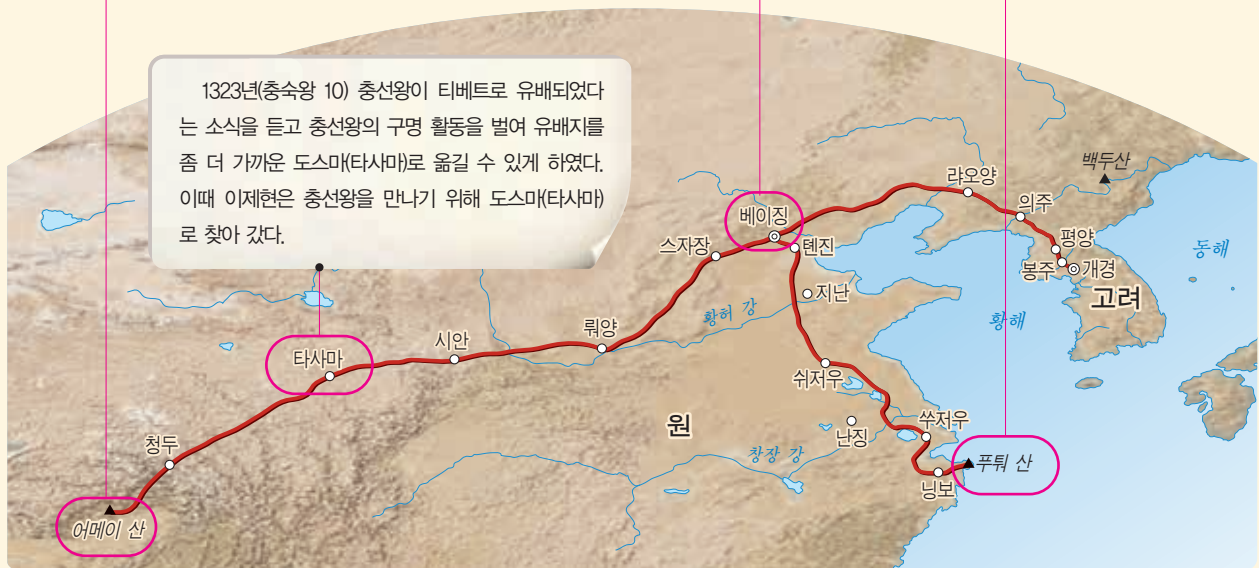 1323년(충숙왕 10) 충선왕이 티베트로 유배되었다
는 소식을 듣고 충선왕의 구명 활동을 벌여 유배지를
좀 더 가까운 도스마(타사마)로 옮길 수 있게 하였다.
이때 이제현은 충선왕을 만나기 위해 도스마(타사마)
로 찾아 갔다.
백두산
랴오양
의주
베이징
평양
동해
스자장
톈진
봉주
개경
지난
고려
황허 강
황해
뤄양
시안
타사마
쉬저우
원
쑤저우
난징
청두
창장 강
푸퉈 산
닝보
어메이 산